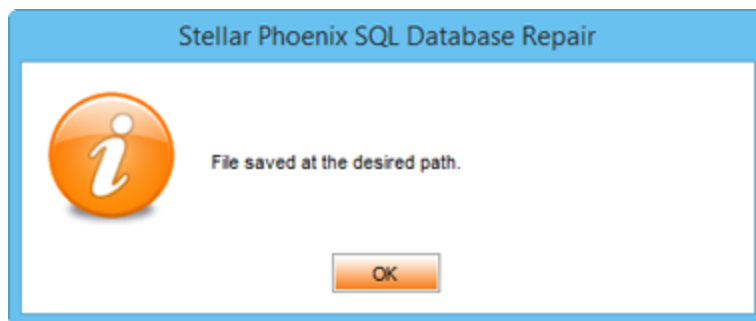 Stellar Phoenix SQL Database Repair
File saved at the desired path.
OK